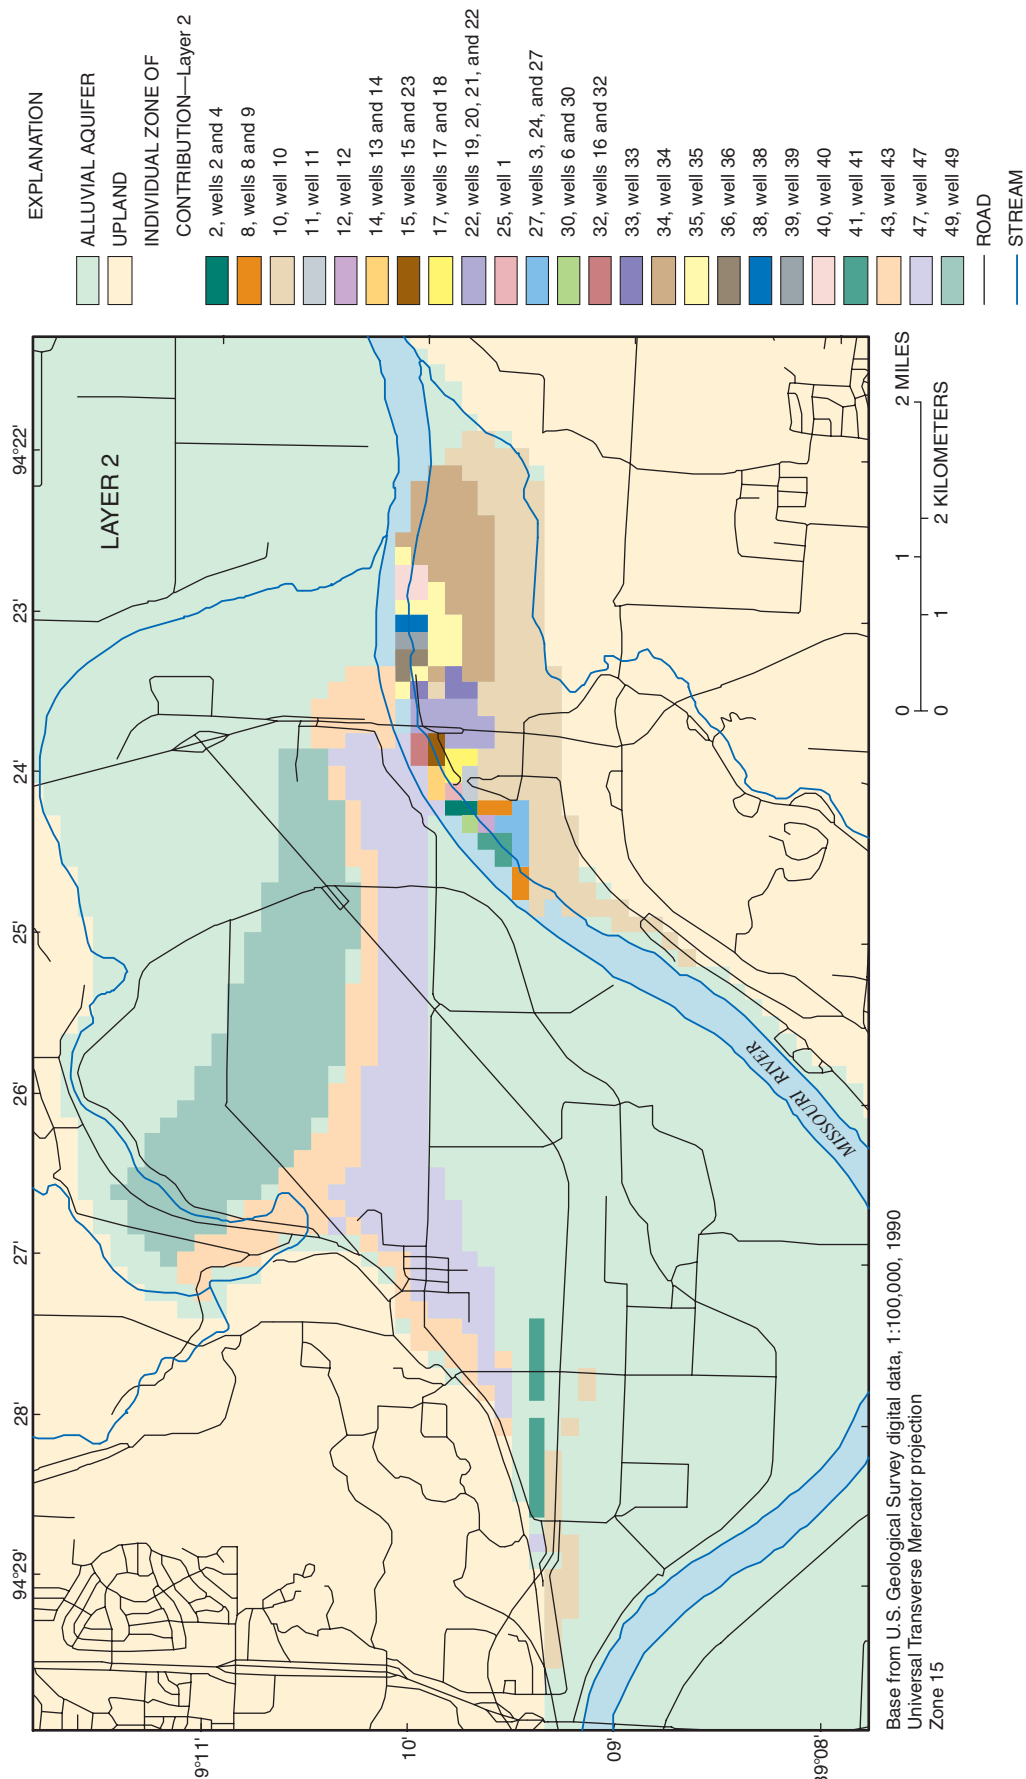 EXPLANATION
ALLUVIAL AQUIFER
UPLAND
INDIVIDUAL ZONE OF
CONTRIBUTION—Layer 2
2, wells 2 and 4
8, wells 8 and 9
10, well 10
11, well 11
12, well 12
14, wells 13 and 14
15, wells 15 and 23
17, wells 17 and 18
22, wells 19, 20, 21, and 22
25, well 1
27, wells 3, 24, and 27
30, wells 6 and 30
32, wells 16 and 32
33, well 33
34, well 34
35, well 35
36, well 36
38, well 38
39, well 39
40, well 40
41, well 41
43, well 43
47, well 47
49, well 49
ROAD
STREAM
94°29'
28'
27'
26'
25'
24'
23'
94°22'
LAYER 2
9°11'
10'
09'
39°08'
MISSOURI RIVER
0 1 2 MILES
0 1 2 KILOMETERS
Base from U.S. Geological Survey digital data, 1:100,000, 1990
Universal Transverse Mercator projection
Zone 15